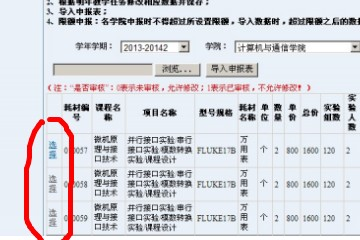 2、根据明年教学任务修改相应数据并保存；
3、导入申报表；
4、限额申报：各学院申报时不得超过所设置限额，导入数据时，超过限额之后的数
学年学期： 2013-20142 学院： 计算机与通信学院
浏览... 导入申报表
（注：“是否审核”：0表示未审核，允许修改；1表示已审核，不允许修改！）
耗材编号 课程名称 项目名称 型号规格 耗材名称 单位 数量 单价 总价 实验组数 实验人数
选择 057 微机原理与接口技术 并行接口实验/串行接口实验/模数转换实验/课程设计 FLUKE17B 万用表 个 2 800 1600 120 2
选择 058 微机原理与接口技术 并行接口实验/串行接口实验/模数转换实验/课程设计 FLUKE17B 万用表 个 2 800 1600 120 2
选择 059 微机原理与接口技术 并行接口实验/串行接口实验/模数转换实验/课程设计 FLUKE17B 万用表 个 2 800 1600 120 2